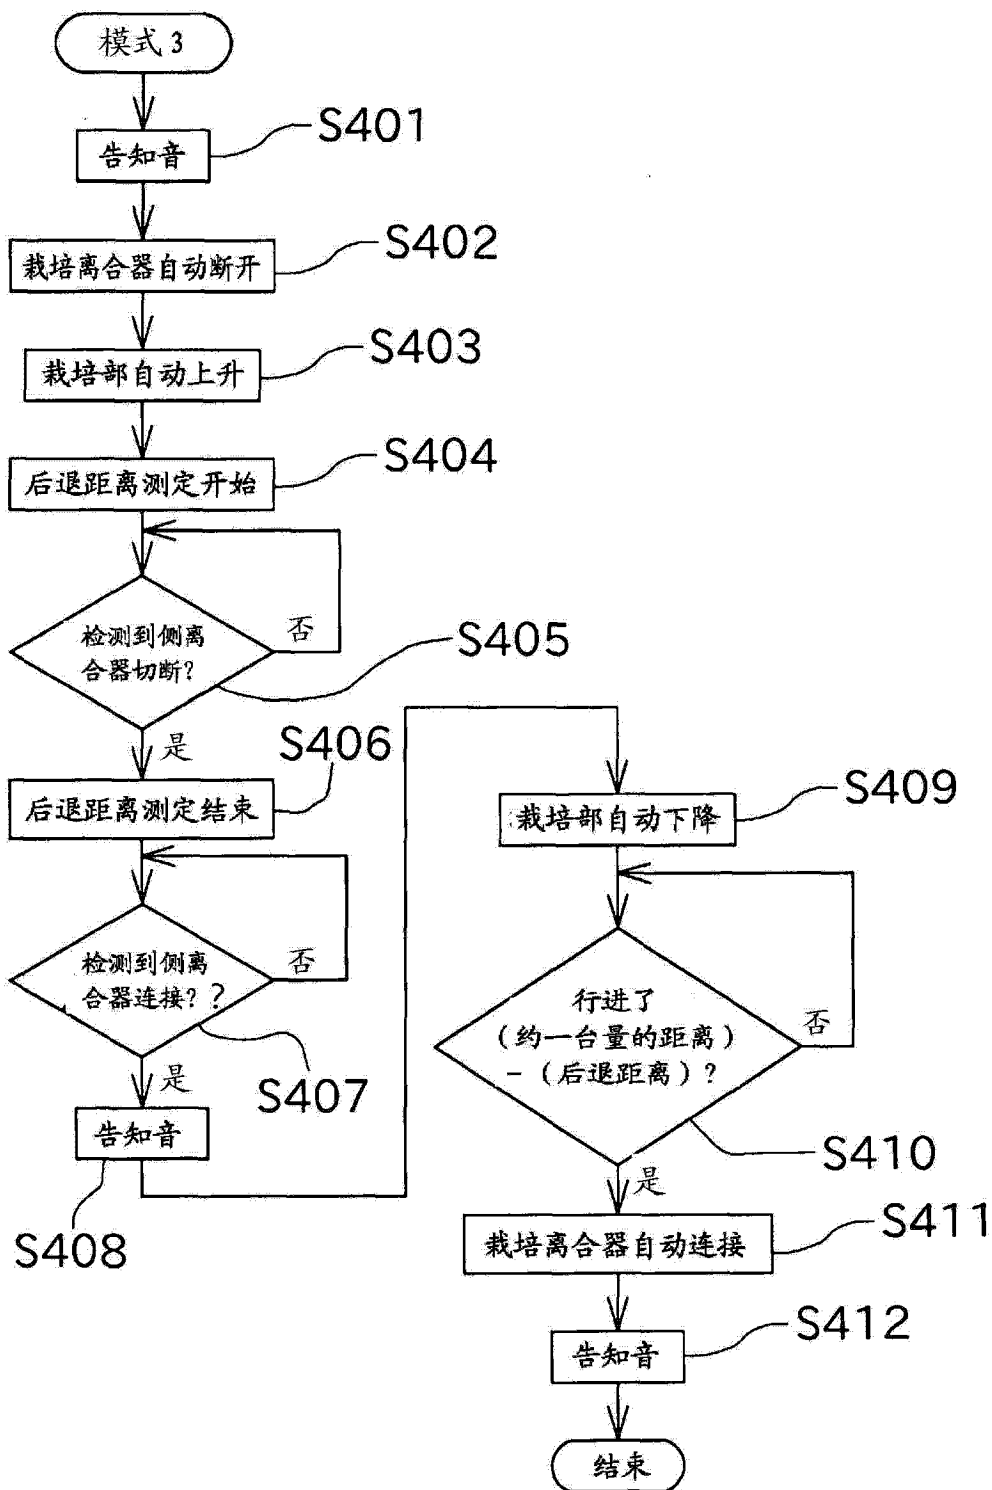 模式 3
S401
告知音
S402
栽培离合器自动断开
S403
栽培部自动上升
S404
后退距离测定开始
检测到侧离
合器切断?
否
S405
是
S406
后退距离测定结束
检测到侧离
合器连接??
否
S407
是
告知音
S408
S409
栽培部自动下降
行进了
(约一台量的距离)
-(后退距离)?
否
S410
是
S411
栽培离合器自动连接
S412
告知音
结束